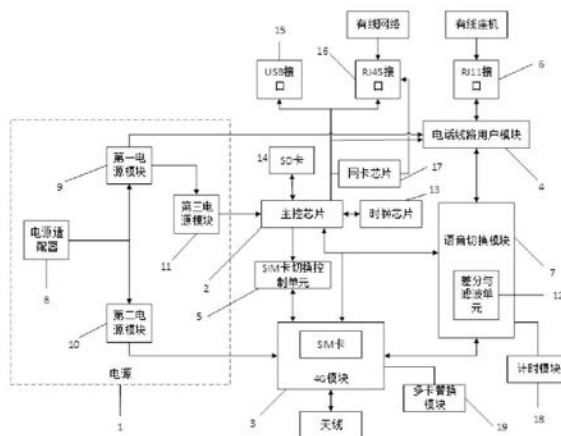 15
有线网络
有线座机
16
USB接
口
RJ45接
口
RJ11接
口
6
第一电
源模块
9
14
SD卡
电话线路用户模块
4
网卡芯片
17
13
第三电
源模块
11
主控芯片
2
时钟芯片
电源适
配器
8
语音切换模块
7
SIM卡切换控
制单元
5
差分与
滤波单
元
12
第二电
源模块
10
SIM卡
4G模块
3
电源
1
多卡替换
模块
19
计时模块
18
天线